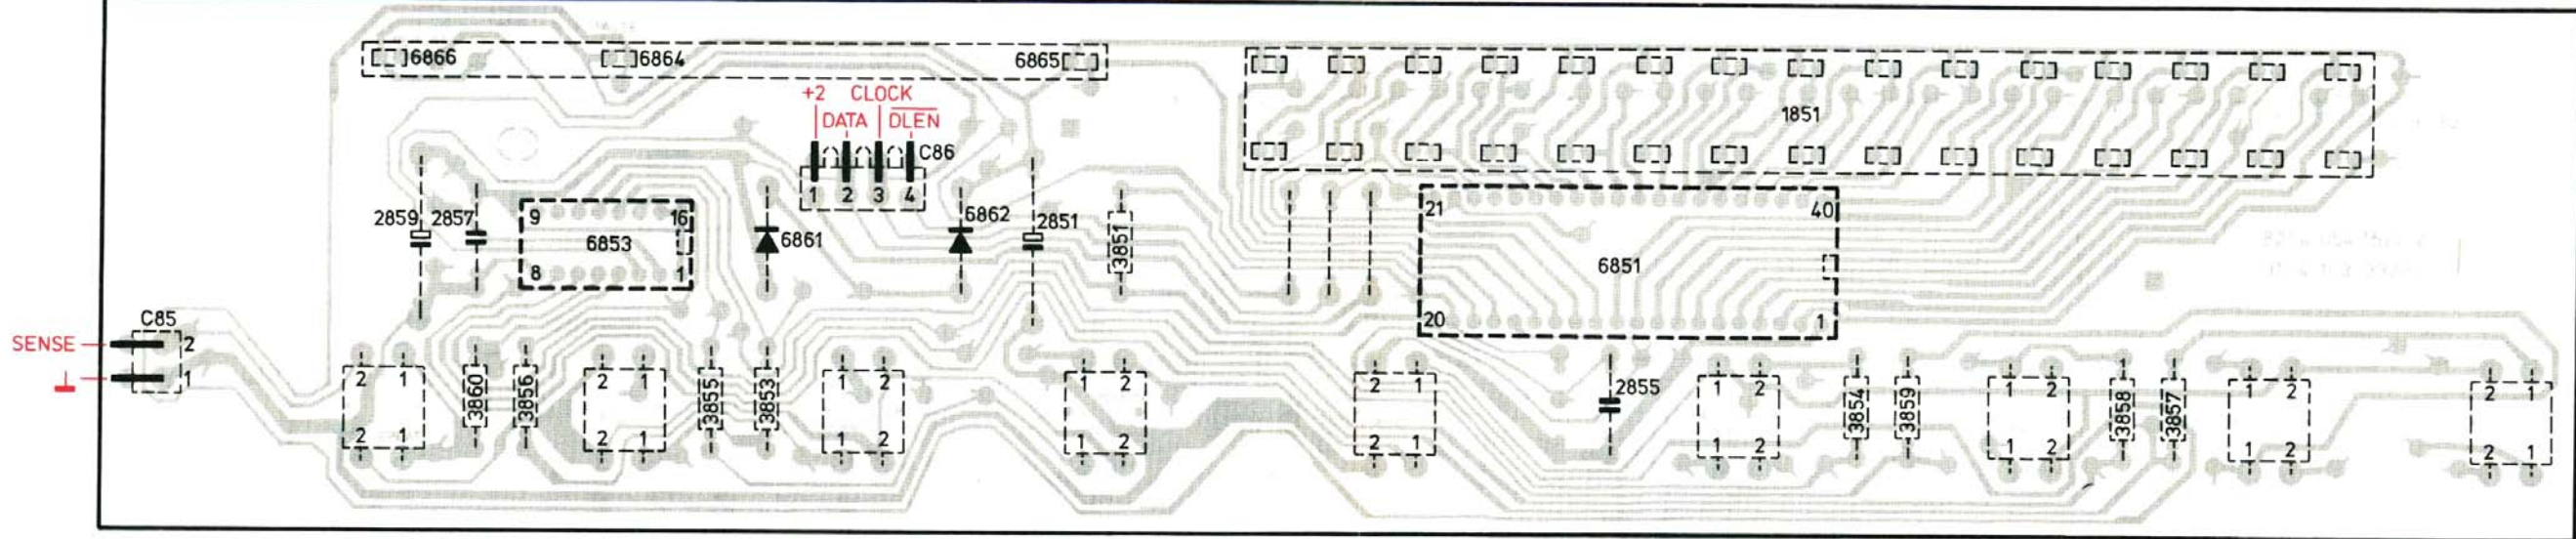 6866 6864 6865
+2 CLOCK
DATA DLEN
1851
C86
1 2 3 4
2859 2857 9 16 6862 2851 21 40
6853 6861 3851 6851
8 1
C85 20 1
SENSE 2
1
2 1 2 1 1 2 1 2 2 1 1 2 1 2 1 2 2 1
3860 3856 3855 3853 2855 3854 3859 3858 3857
2 1 2 1 1 2 1 2 2 1 1 2 1 2 1 2 2 1